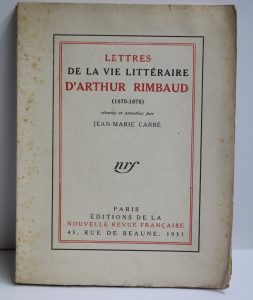 LETTRES
DE LA VIE LITTÉRAIRE
D'ARTHUR RIMBAUD
(1870-1875)
réunies et annotées par
JEAN-MARIE CARRÉ
nrf
PARIS
ÉDITIONS DE LA
NOUVELLE REVUE FRANÇAISE
43, RUE DE BEAUNE, 1931